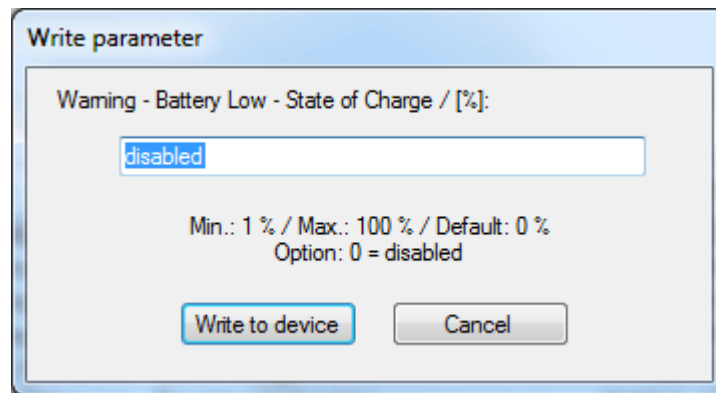 Write parameter
Warning - Battery Low - State of Charge / [%]:
disabled
Min.: 1 % / Max.: 100 % / Default: 0 %
Option: 0 = disabled
Write to device
Cancel